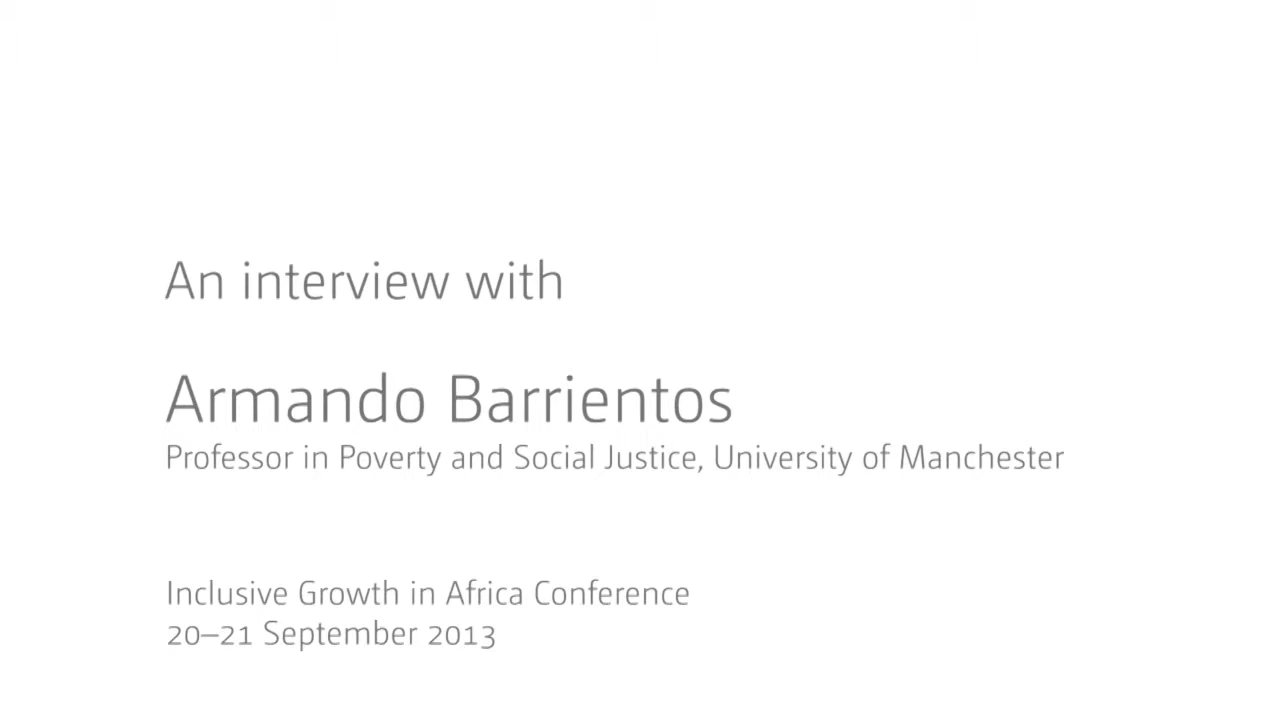 An interview with
Armando Barrientos
Professor in Poverty and Social Justice, University of Manchester
Inclusive Growth in Africa Conference
20–21 September 2013